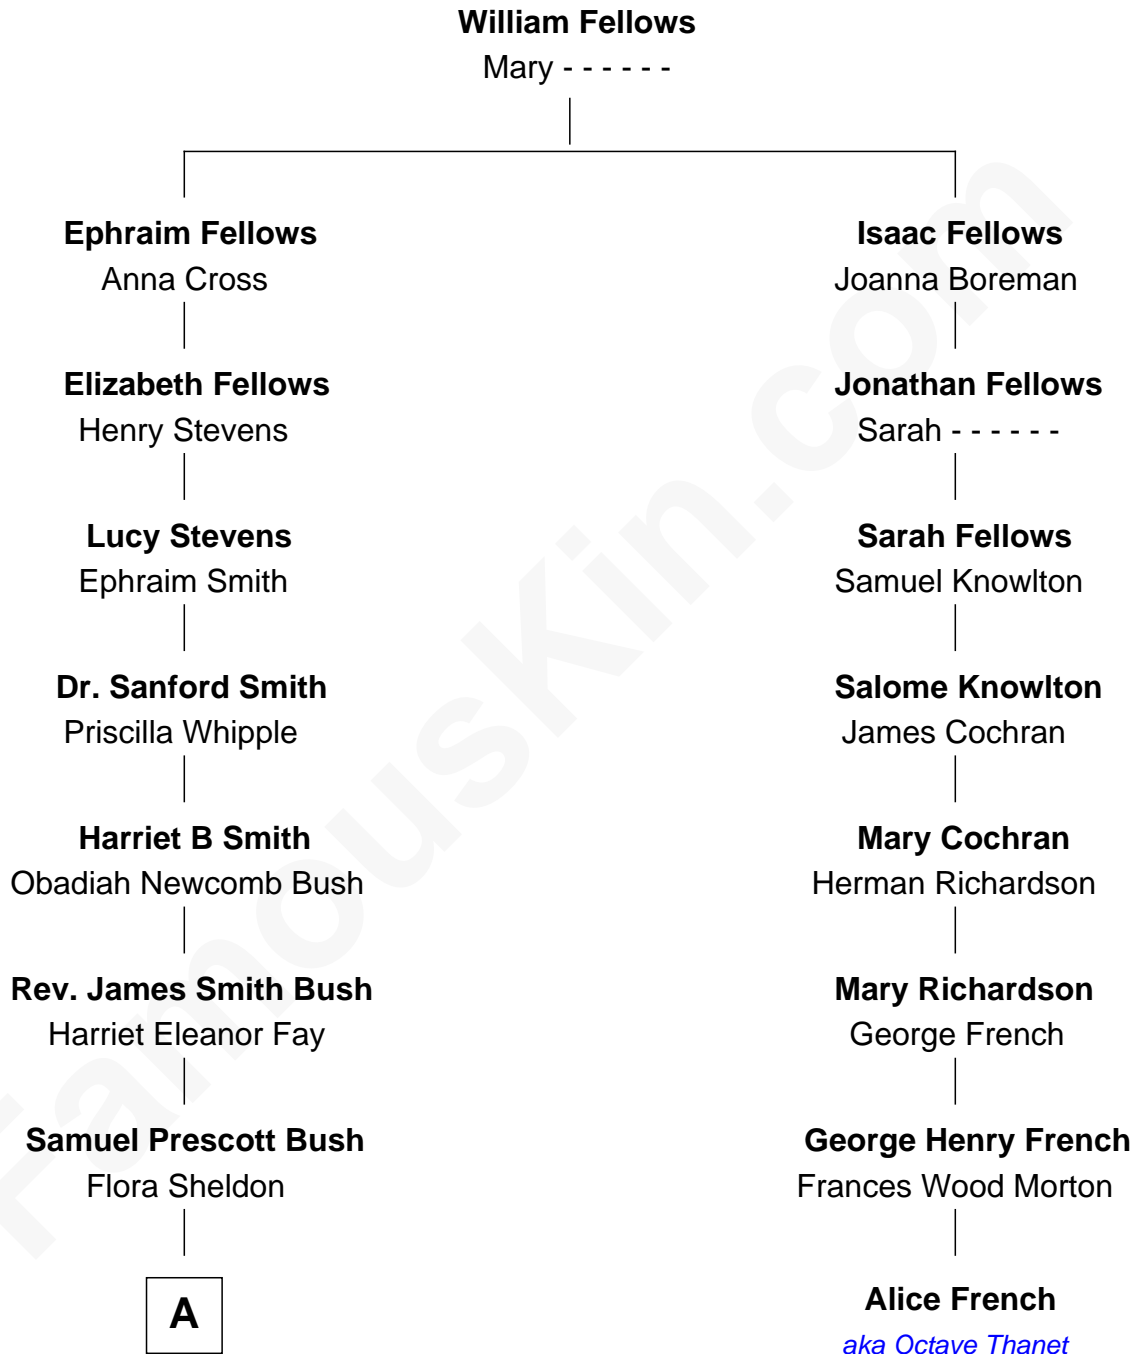 William Fellows
Mary - - - - - -
Ephraim Fellows
Anna Cross
Isaac Fellows
Joanna Boreman
Elizabeth Fellows
Henry Stevens
Jonathan Fellows
Sarah - - - - - -
Lucy Stevens
Ephraim Smith
Sarah Fellows
Samuel Knowlton
Dr. Sanford Smith
Priscilla Whipple
Salome Knowlton
James Cochran
Harriet B Smith
Obadiah Newcomb Bush
Mary Cochran
Herman Richardson
Rev. James Smith Bush
Harriet Eleanor Fay
Mary Richardson
George French
Samuel Prescott Bush
Flora Sheldon
George Henry French
Frances Wood Morton
A
Alice French
aka Octave Thanet
FamousKin.com